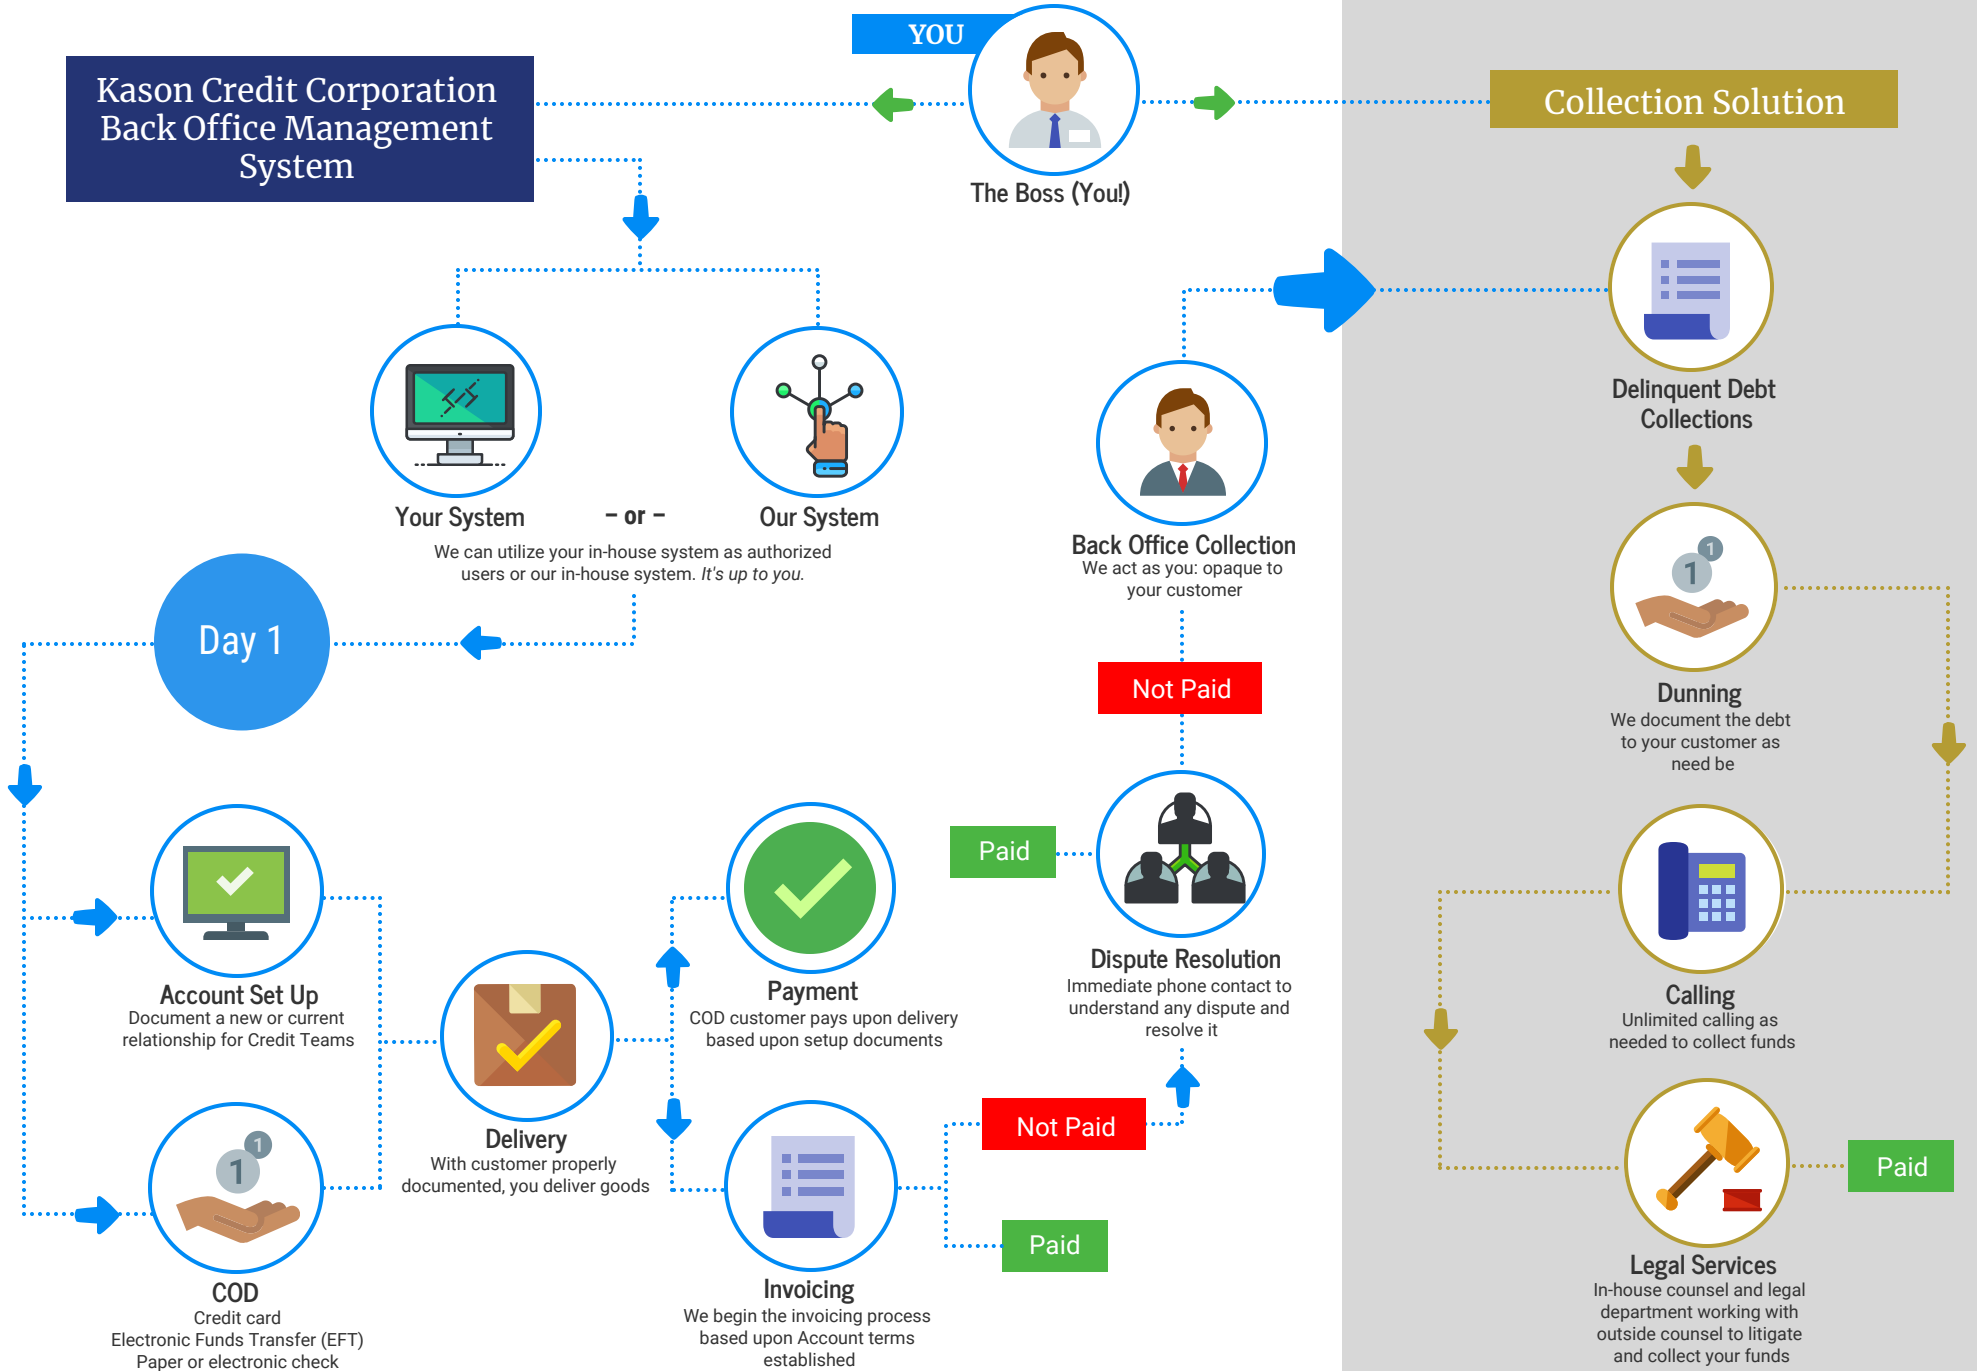 YOU
Kason Credit Corporation
Back Office Management
System
Collection Solution
The Boss (You!)
Your System
– or –
Our System
We can utilize your in-house system as authorized
users or our in-house system. It's up to you.
Day 1
Account Set Up
Document a new or current
relationship for Credit Teams
1
1
COD
Credit card
Electronic Funds Transfer (EFT)
Paper or electronic check
Delivery
With customer properly
documented, you deliver goods
Payment
COD customer pays upon delivery
based upon setup documents
Invoicing
We begin the invoicing process
based upon Account terms
established
Not Paid
Paid
Dispute Resolution
Immediate phone contact to
understand any dispute and
resolve it
Paid
Not Paid
Back Office Collection
We act as you: opaque to
your customer
Delinquent Debt
Collections
1
1
Dunning
We document the debt
to your customer as
need be
Calling
Unlimited calling as
needed to collect funds
Legal Services
In-house counsel and legal
department working with
outside counsel to litigate
and collect your funds
Paid